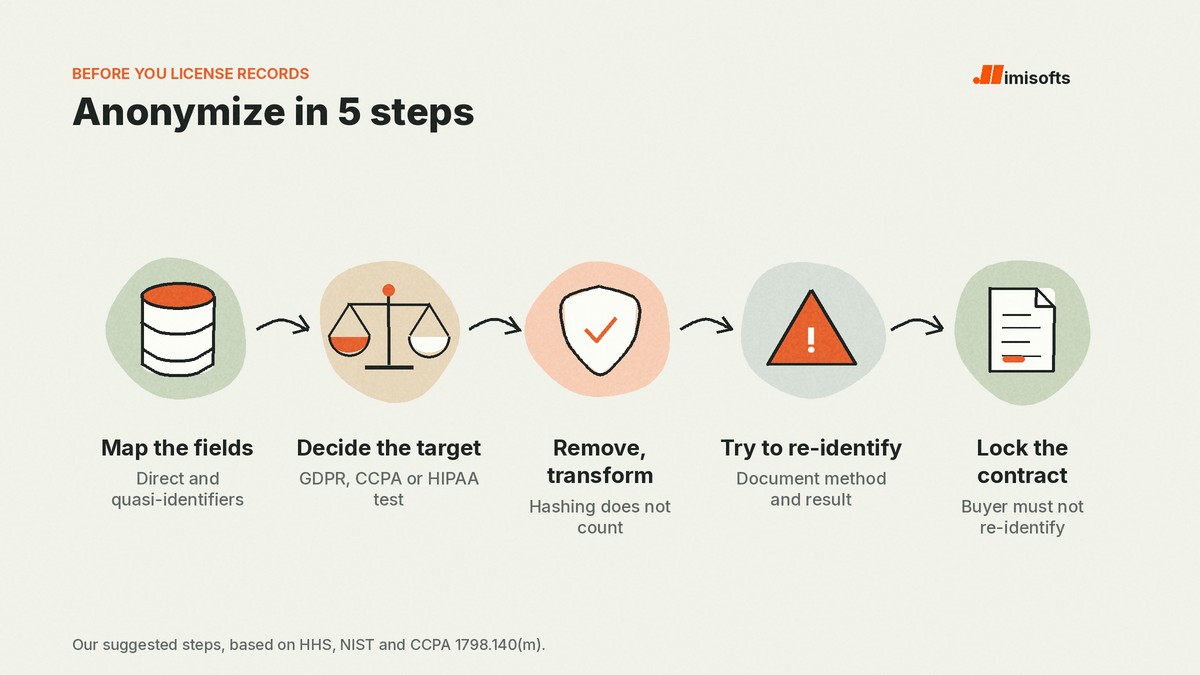 BEFORE YOU LICENSE RECORDS
Anonymize in 5 steps
imisofts
Map the fields
Direct and
quasi-identifiers
Decide the target
GDPR, CCPA or HIPAA
test
Remove,
transform
Hashing does not
count
!
Try to re-identify
Document method
and result
Lock the
contract
Buyer must not
re-identify
Our suggested steps, based on HHS, NIST and CCPA 1798.140(m).